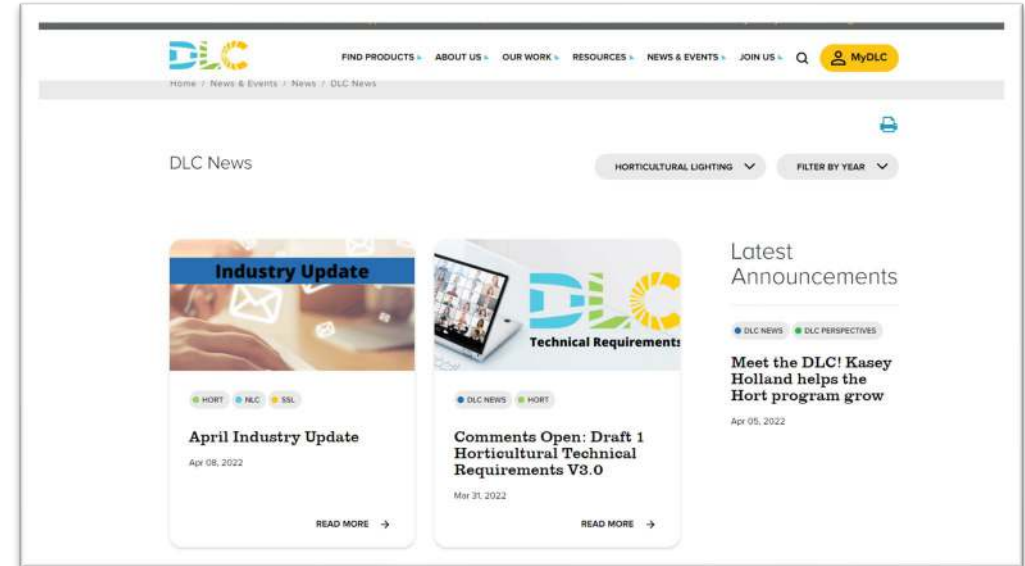 DLC
FIND PRODUCTS ABOUT US OUR WORK RESOURCES NEWS & EVENTS JOIN US MyDLC
Home / News & Events / News / DLC News
DLC News
HORTICULTURAL LIGHTING FILTER BY YEAR
Industry Update
HORT NLC SSL
April Industry Update
Apr 08, 2022
READ MORE →
DLC
Technical Requirements
DLC NEWS HORT
Comments Open: Draft 1
Horticultural Technical
Requirements V3.0
Mar 31, 2022
READ MORE →
Latest
Announcements
DLC NEWS DLC PERSPECTIVES
Meet the DLC! Kasey
Holland helps the
Hort program grow
Apr 05, 2022